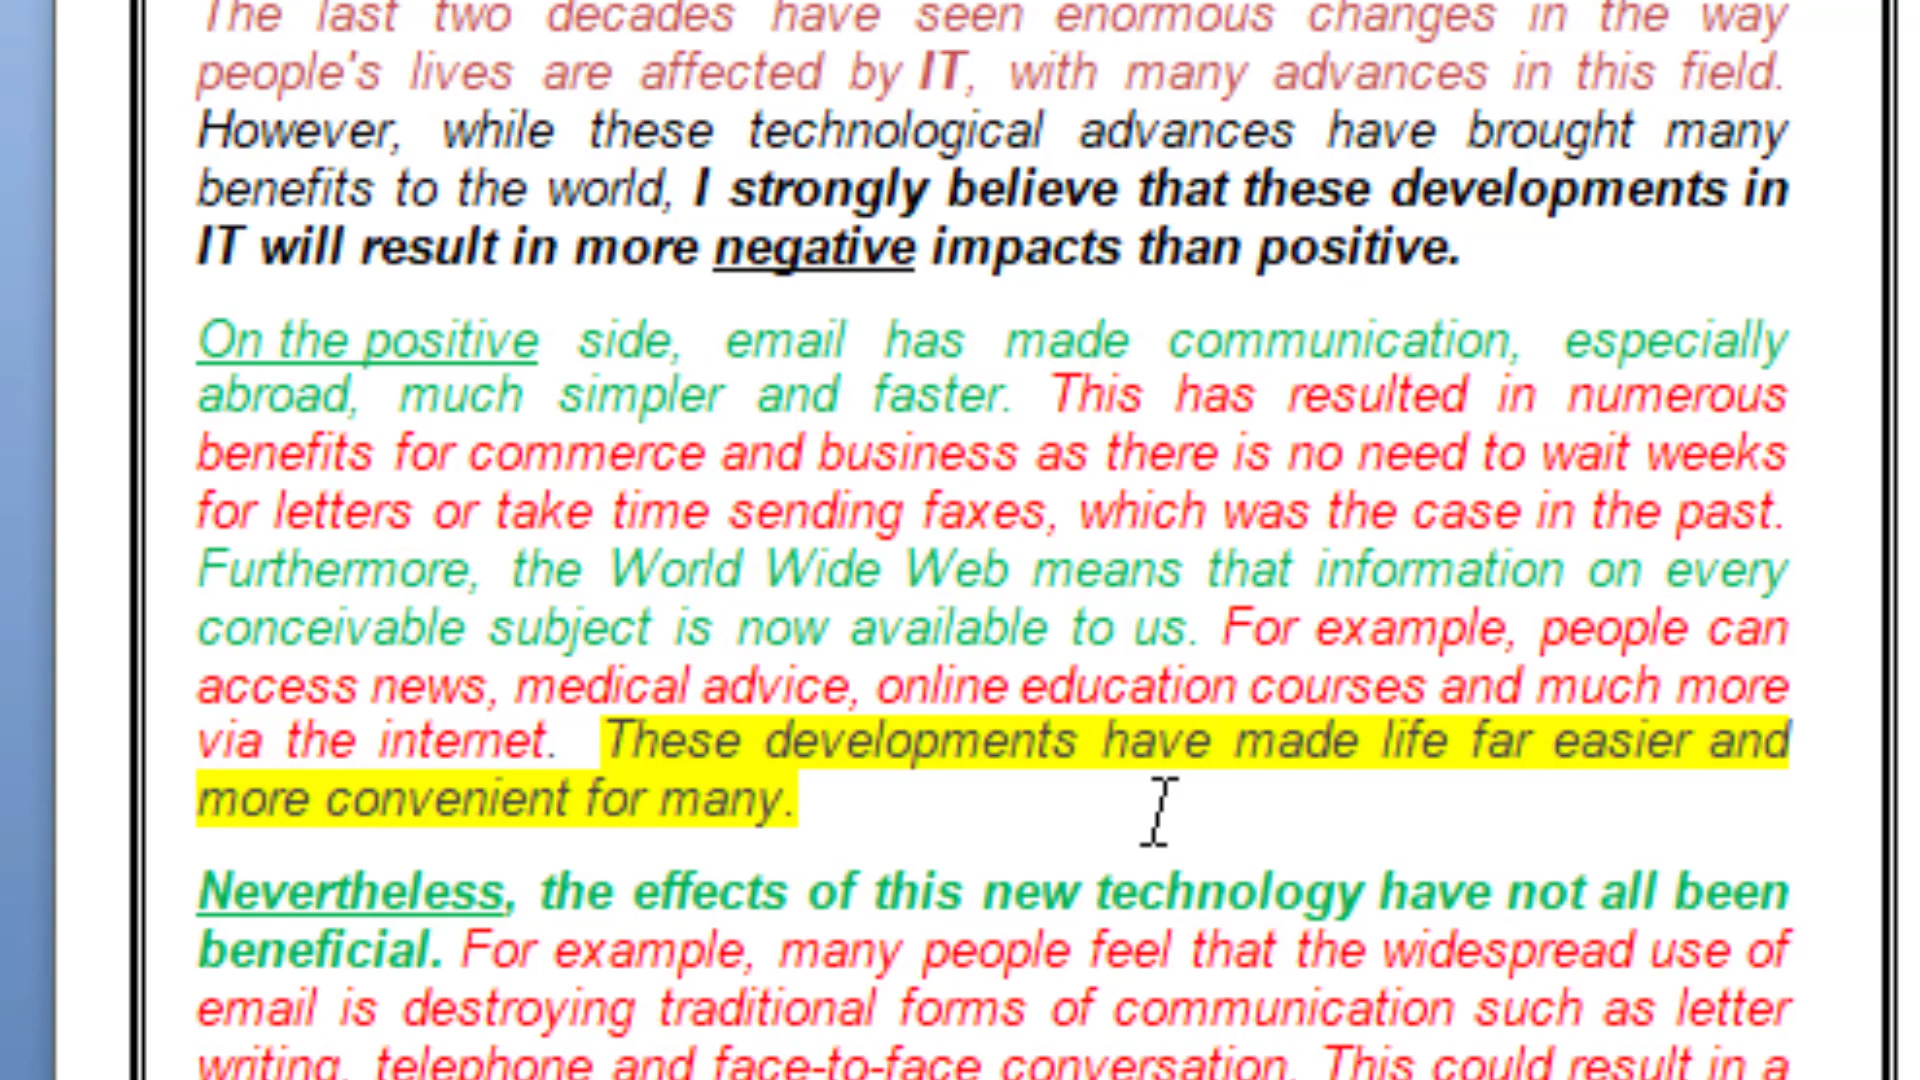 The last two decades have seen enormous changes in the way
people's lives are affected by IT, with many advances in this field.
However, while these technological advances have brought many
benefits to the world, I strongly believe that these developments in
IT will result in more negative impacts than positive.
On the positive side, email has made communication, especially
abroad, much simpler and faster. This has resulted in numerous
benefits for commerce and business as there is no need to wait weeks
for letters or take time sending faxes, which was the case in the past.
Furthermore, the World Wide Web means that information on every
conceivable subject is now available to us. For example, people can
access news, medical advice, online education courses and much more
via the internet. These developments have made life far easier and
more convenient for many.
Nevertheless, the effects of this new technology have not all been
beneficial. For example, many people feel that the widespread use of
email is destroying traditional forms of communication such as letter
writing, telephone and face-to-face conversation. This could result in a